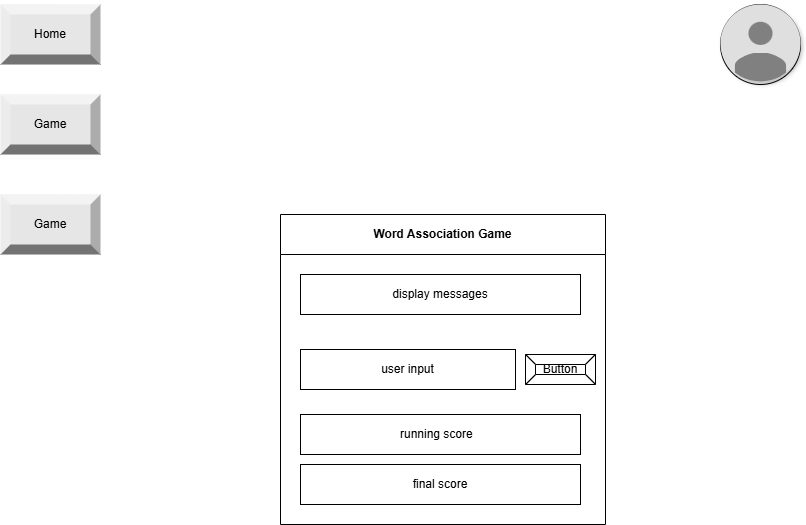 Home
Game
Game
Word Association Game
display messages
user input
Button
running score
final score